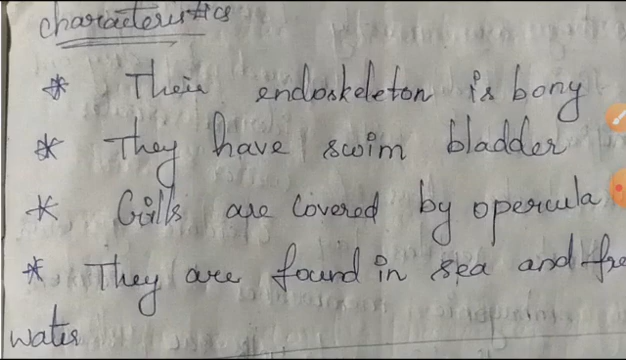 characteristics
* Their endoskeleton is bony
* They have swim bladder
* Gills are covered by opercula
* They are found in sea and fre
water